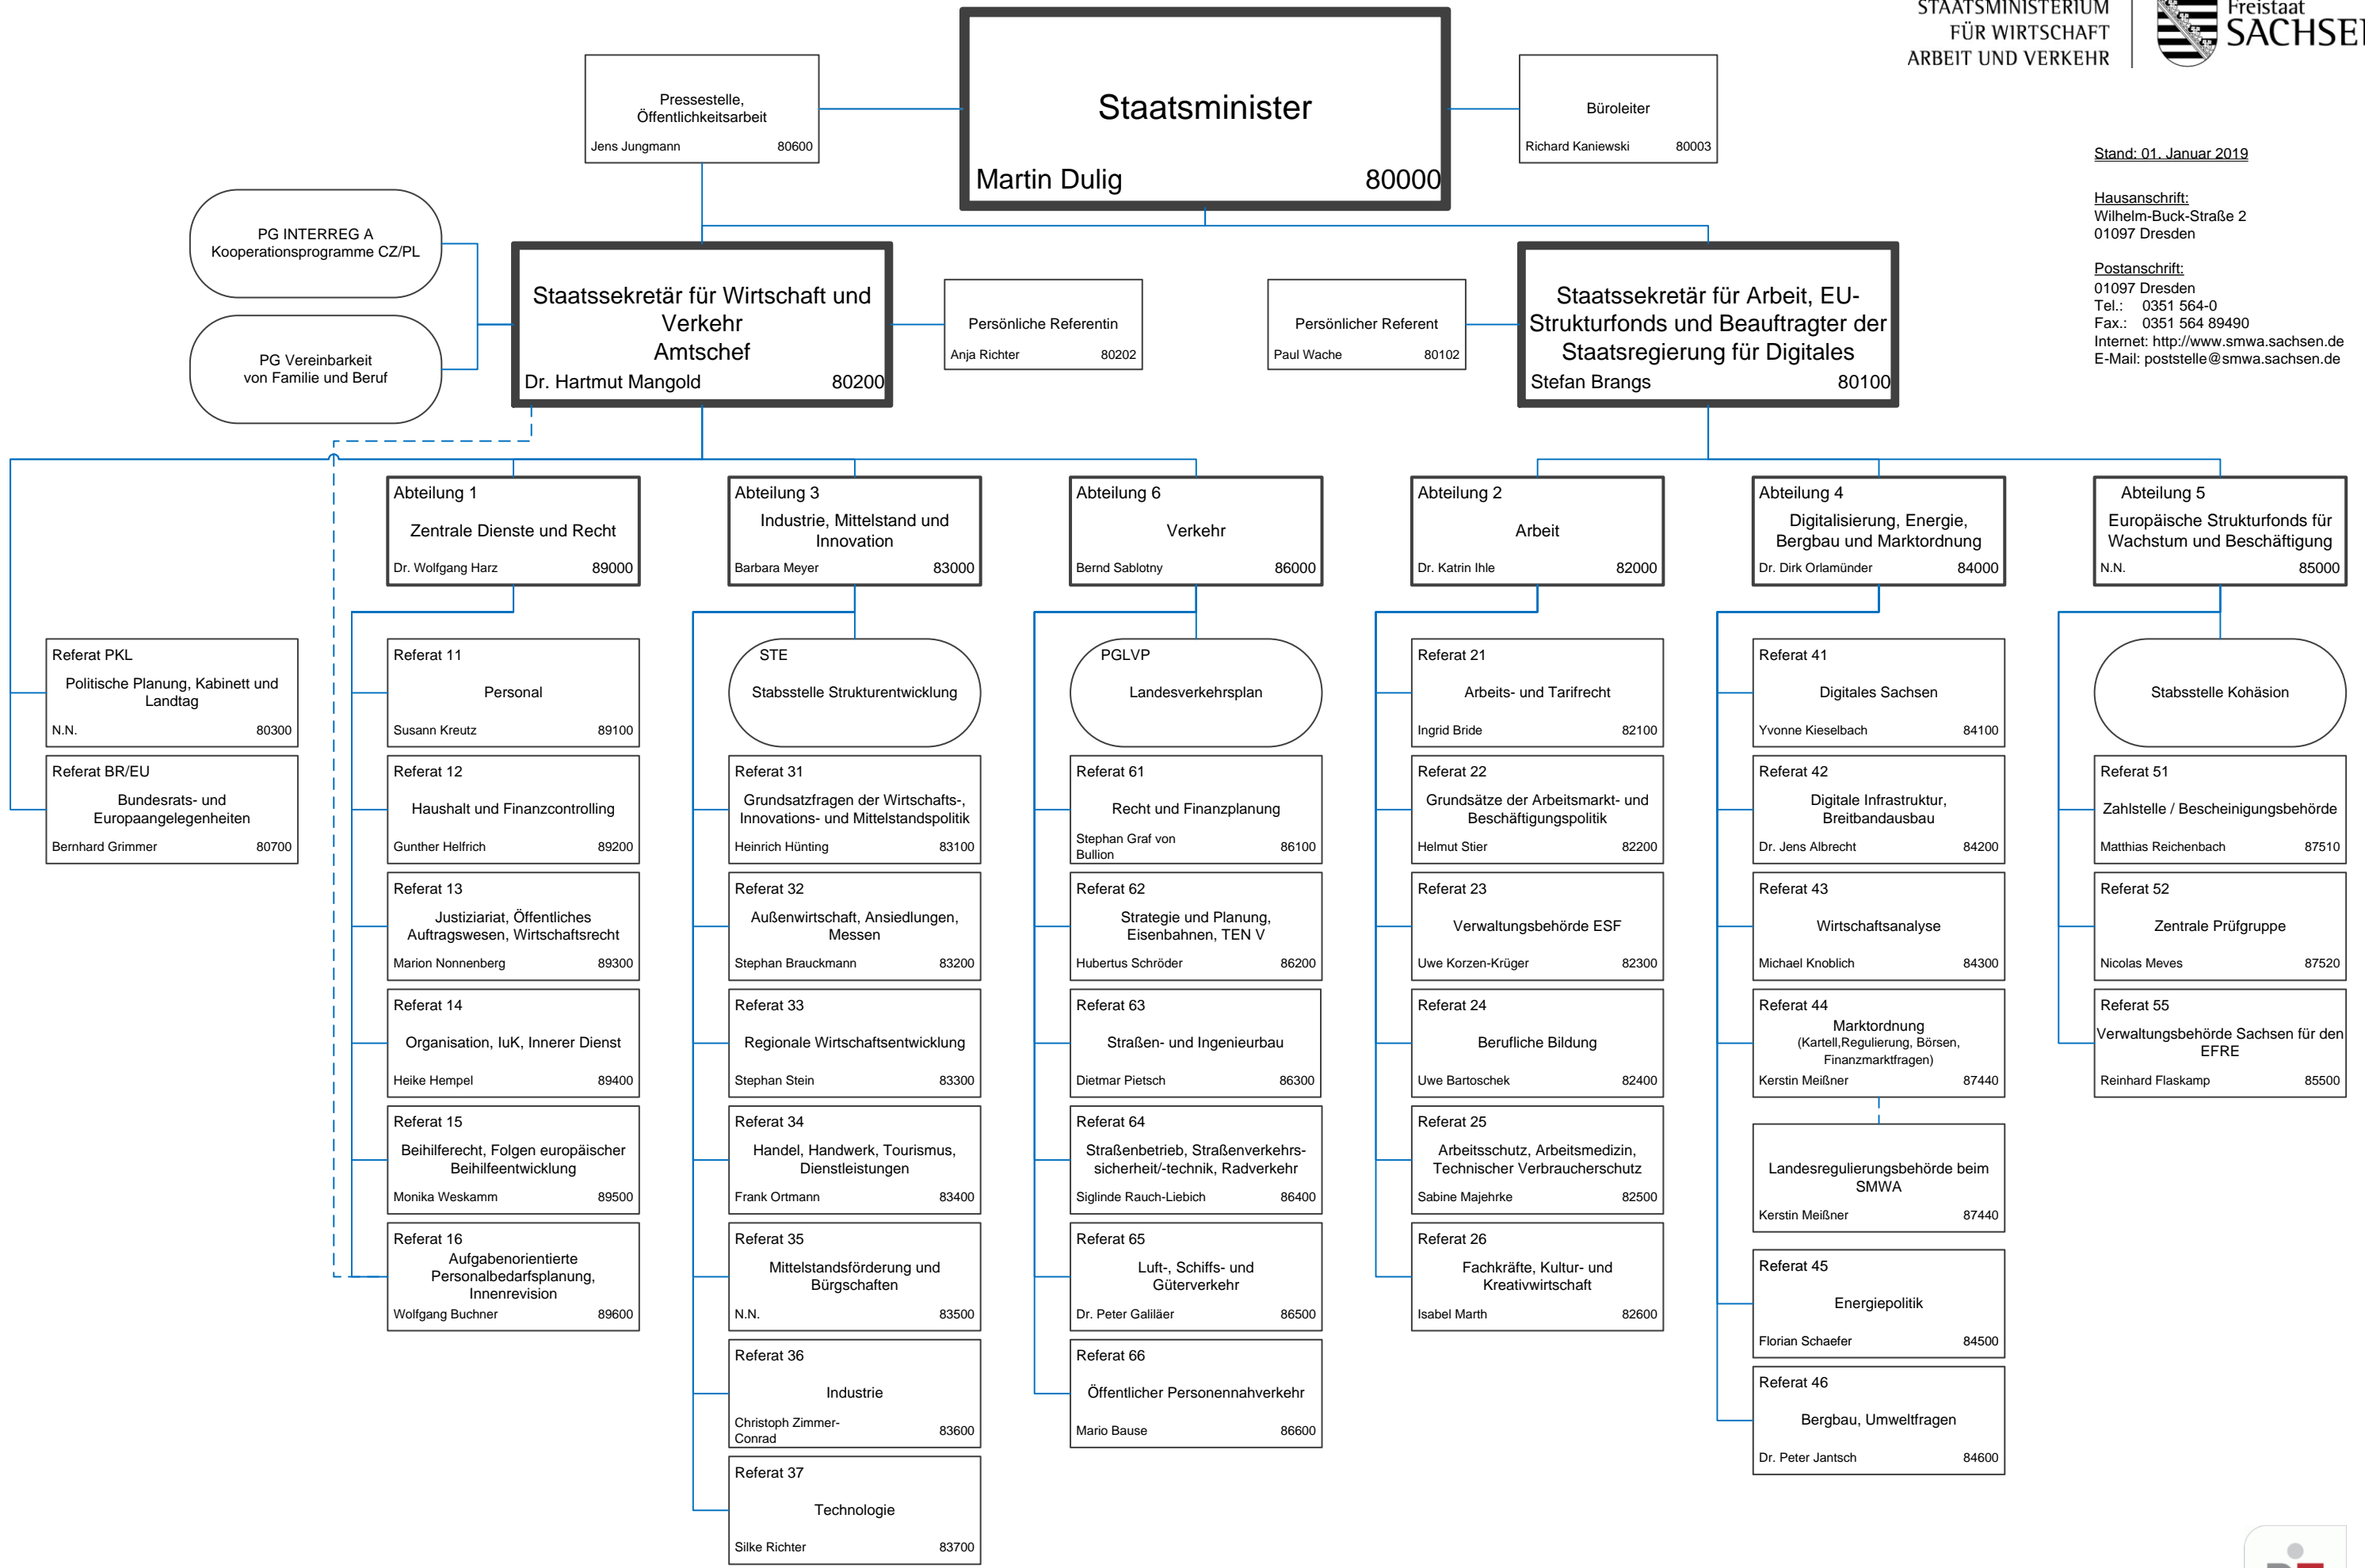 STAATSMINISTERIUM
FÜR WIRTSCHAFT
ARBEIT UND VERKEHR
Freistaat
SACHSEN
Pressestelle,
Öffentlichkeitsarbeit
Jens Jungmann 80600
Staatsminister
Martin Dulig 80000
Büroleiter
Richard Kaniewski 80003
Stand: 01. Januar 2019
Hausanschrift:
Wilhelm-Buck-Straße 2
01097 Dresden
Postanschrift:
01097 Dresden
Tel.: 0351 564-0
Fax.: 0351 564 89490
Internet: http://www.smwa.sachsen.de
E-Mail: poststelle@smwa.sachsen.de
PG INTERREG A
Kooperationsprogramme CZ/PL
PG Vereinbarkeit
von Familie und Beruf
Staatssekretär für Wirtschaft und
Verkehr
Amtschef
Dr. Hartmut Mangold 80200
Persönliche Referentin
Anja Richter 80202
Persönlicher Referent
Paul Wache 80102
Staatssekretär für Arbeit, EU-
Strukturfonds und Beauftragter der
Staatsregierung für Digitales
Stefan Brangs 80100
Referat PKL
Politische Planung, Kabinett und
Landtag
N.N. 80300
Referat BR/EU
Bundesrats- und
Europaangelegenheiten
Bernhard Grimmer 80700
Abteilung 1
Zentrale Dienste und Recht
Dr. Wolfgang Harz 89000
Referat 11
Personal
Susann Kreutz 89100
Referat 12
Haushalt und Finanzcontrolling
Gunther Helfrich 89200
Referat 13
Justiziariat, Öffentliches
Auftragswesen, Wirtschaftsrecht
Marion Nonnenberg 89300
Referat 14
Organisation, IuK, Innerer Dienst
Heike Hempel 89400
Referat 15
Beihilferecht, Folgen europäischer
Beihilfeentwicklung
Monika Weskamm 89500
Referat 16
Aufgabenorientierte
Personalbedarfsplanung,
Innenrevision
Wolfgang Buchner 89600
Abteilung 3
Industrie, Mittelstand und
Innovation
Barbara Meyer 83000
STE
Stabsstelle Strukturentwicklung
Referat 31
Grundsatzfragen der Wirtschafts-,
Innovations- und Mittelstandspolitik
Heinrich Hünting 83100
Referat 32
Außenwirtschaft, Ansiedlungen,
Messen
Stephan Brauckmann 83200
Referat 33
Regionale Wirtschaftsentwicklung
Stephan Stein 83300
Referat 34
Handel, Handwerk, Tourismus,
Dienstleistungen
Frank Ortmann 83400
Referat 35
Mittelstandsförderung und
Bürgschaften
N.N. 83500
Referat 36
Industrie
Christoph Zimmer-
Conrad 83600
Referat 37
Technologie
Silke Richter 83700
Abteilung 6
Verkehr
Bernd Sablotny 86000
PGLVP
Landesverkehrsplan
Referat 61
Recht und Finanzplanung
Stephan Graf von
Bullion 86100
Referat 62
Strategie und Planung,
Eisenbahnen, TEN V
Hubertus Schröder 86200
Referat 63
Straßen- und Ingenieurbau
Dietmar Pietsch 86300
Referat 64
Straßenbetrieb, Straßenverkehrs-
sicherheit/-technik, Radverkehr
Siglinde Rauch-Liebich 86400
Referat 65
Luft-, Schiffs- und
Güterverkehr
Dr. Peter Galiläer 86500
Referat 66
Öffentlicher Personennahverkehr
Mario Bause 86600
Abteilung 2
Arbeit
Dr. Katrin Ihle 82000
Referat 21
Arbeits- und Tarifrecht
Ingrid Bride 82100
Referat 22
Grundsätze der Arbeitsmarkt- und
Beschäftigungspolitik
Helmut Stier 82200
Referat 23
Verwaltungsbehörde ESF
Uwe Korzen-Krüger 82300
Referat 24
Berufliche Bildung
Uwe Bartoschek 82400
Referat 25
Arbeitsschutz, Arbeitsmedizin,
Technischer Verbraucherschutz
Sabine Majehrke 82500
Referat 26
Fachkräfte, Kultur- und
Kreativwirtschaft
Isabel Marth 82600
Abteilung 4
Digitalisierung, Energie,
Bergbau und Marktordnung
Dr. Dirk Orlamünder 84000
Referat 41
Digitales Sachsen
Yvonne Kieselbach 84100
Referat 42
Digitale Infrastruktur,
Breitbandausbau
Dr. Jens Albrecht 84200
Referat 43
Wirtschaftsanalyse
Michael Knoblich 84300
Referat 44
Marktordnung
(Kartell,Regulierung, Börsen,
Finanzmarktfragen)
Kerstin Meißner 87440
Landesregulierungsbehörde beim
SMWA
Kerstin Meißner 87440
Referat 45
Energiepolitik
Florian Schaefer 84500
Referat 46
Bergbau, Umweltfragen
Dr. Peter Jantsch 84600
Abteilung 5
Europäische Strukturfonds für
Wachstum und Beschäftigung
N.N. 85000
Stabsstelle Kohäsion
Referat 51
Zahlstelle / Bescheinigungsbehörde
Matthias Reichenbach 87510
Referat 52
Zentrale Prüfgruppe
Nicolas Meves 87520
Referat 55
Verwaltungsbehörde Sachsen für den
EFRE
Reinhard Flaskamp 85500